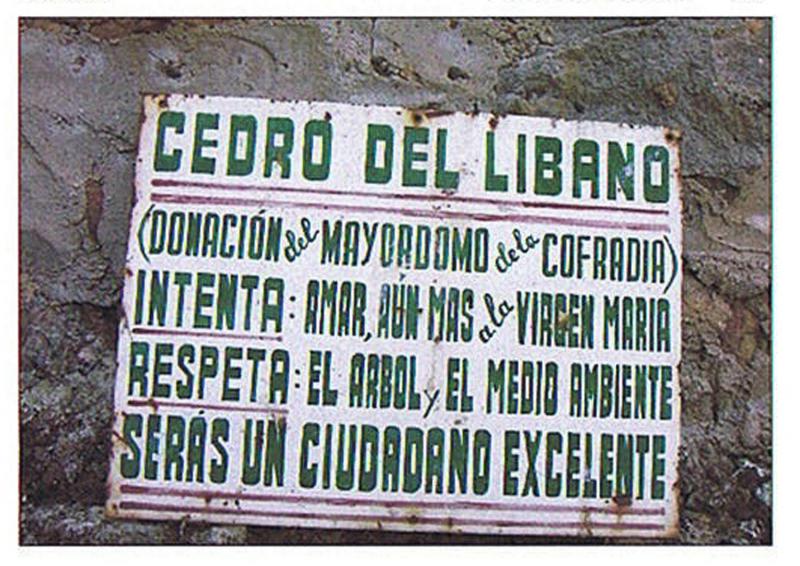 CEDRO DEL LIBANO
(DONACIÓN del MAYORDOMO de la COFRADIA)
INTENTA: AMAR, AÚN MAS a la VIRGEN MARIA
RESPETA: EL ARBOL y EL MEDIO AMBIENTE
SERÁS UN CIUDADANO EXCELENTE